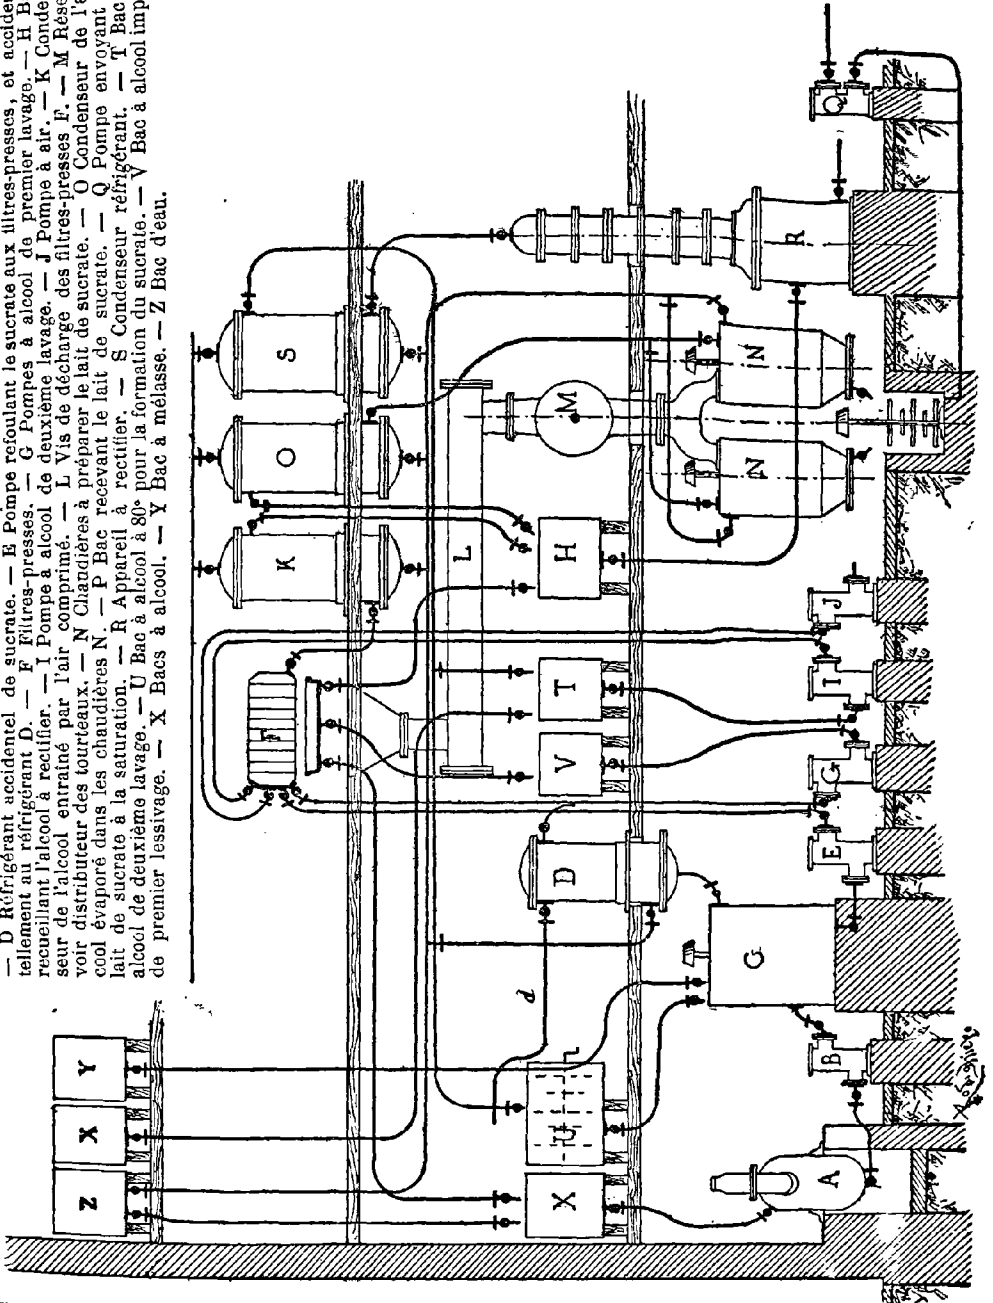 — D Réfrigérant accidentel de sucrate. — E Pompe refoulant le sucrate aux filtres-presses, et acciden
tellement au réfrigérant D. — F Filtres-presses. — G Pompes à alcool de premier lavage. — H B
recueillant l'alcool à rectifier. — I Pompe a alcool de deuxième lavage. — J Pompe à air. — K Conde
seur de l'alcool entraîné par l'air comprimé. — L Vis de décharge des filtres-presses F. — M Rése
voir distributeur des tourteaux. — N Chaudières à préparer le lait de sucrate. — O Condenseur de l'a
cool évaporé dans les chaudières N. — P Bac recevant le lait de sucrate. — Q Pompe envoyant
lait de sucrate à la saturation. — R Appareil à rectifier. — S Condenseur réfrigérant. — T Bac
alcool de deuxième lavage. — U Bac à alcool à 80° pour la formation du sucrate. — V Bac à alcool imp
de premier lessivage. — X Bacs à alcool. — Y Bac à mélasse. — Z Bac d'eau.
Z
X
Y
K
O
S
F
L
M
X
U
L
d
D
V
T
H
N
N
R
Q
A
B
G
E
G
I
J